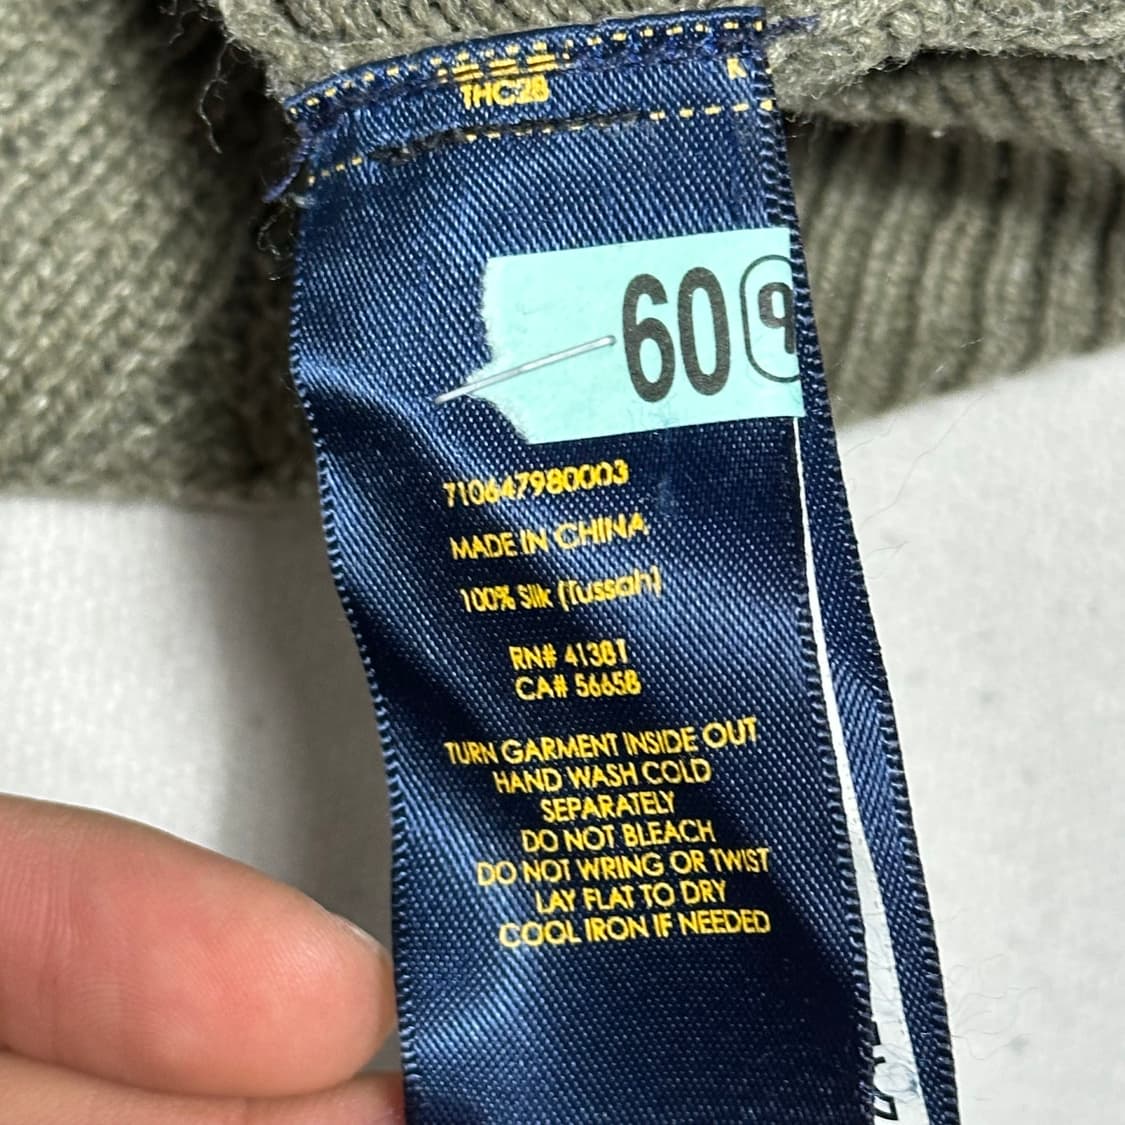 THC28
60 9
710647980003
MADE IN CHINA
100% Silk (Tussah)
RN# 41381
CA# 56658
TURN GARMENT INSIDE OUT
HAND WASH COLD
SEPARATELY
DO NOT BLEACH
DO NOT WRING OR TWIST
LAY FLAT TO DRY
COOL IRON IF NEEDED